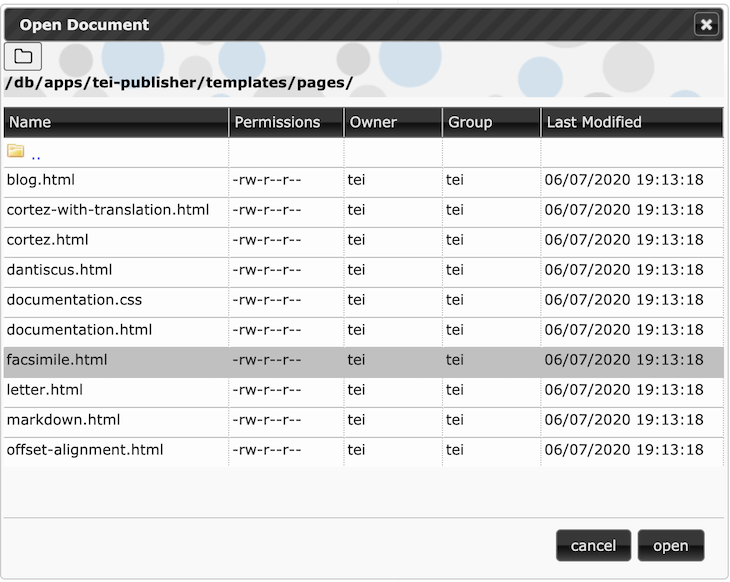 Open Document
/db/apps/tei-publisher/templates/pages/
Name Permissions Owner Group Last Modified
..
blog.html -rw-r--r-- tei tei 06/07/2020 19:13:18
cortez-with-translation.html -rw-r--r-- tei tei 06/07/2020 19:13:18
cortez.html -rw-r--r-- tei tei 06/07/2020 19:13:18
dantiscus.html -rw-r--r-- tei tei 06/07/2020 19:13:18
documentation.css -rw-r--r-- tei tei 06/07/2020 19:13:18
documentation.html -rw-r--r-- tei tei 06/07/2020 19:13:18
facsimile.html -rw-r--r-- tei tei 06/07/2020 19:13:18
letter.html -rw-r--r-- tei tei 06/07/2020 19:13:18
markdown.html -rw-r--r-- tei tei 06/07/2020 19:13:18
offset-alignment.html -rw-r--r-- tei tei 06/07/2020 19:13:18
cancel open